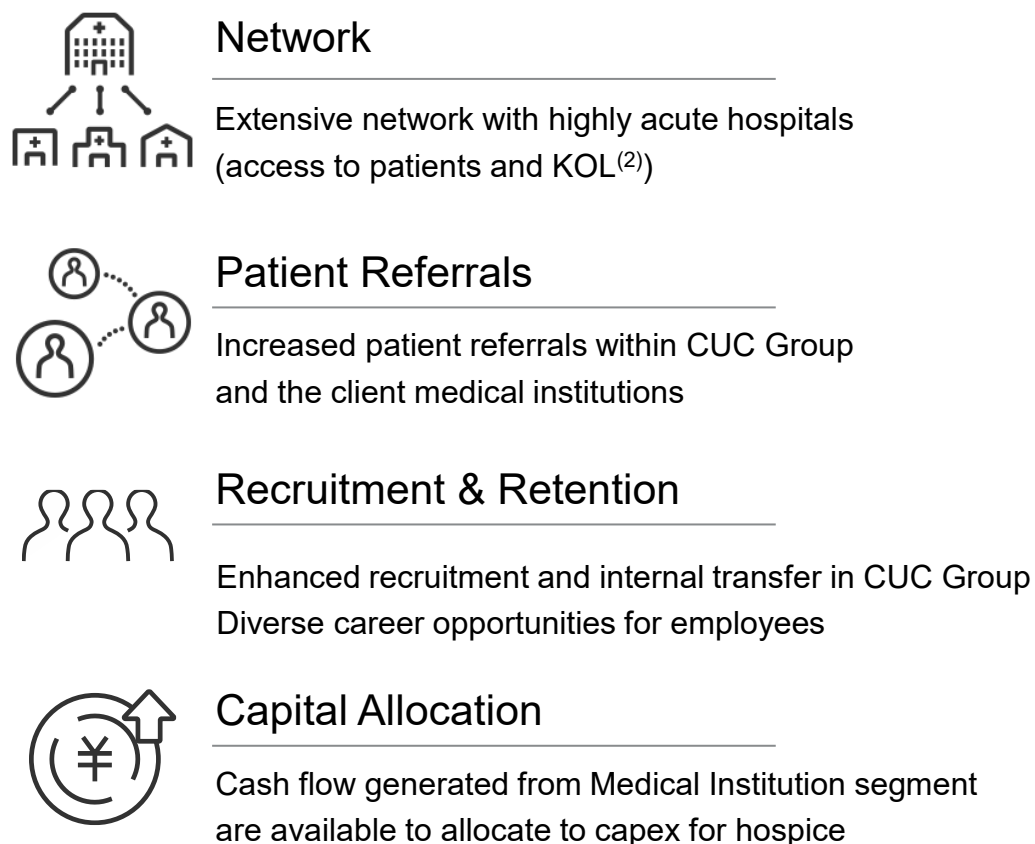 Network
Extensive network with highly acute hospitals
(access to patients and KOL(2))
Patient Referrals
Increased patient referrals within CUC Group
and the client medical institutions
Recruitment & Retention
Enhanced recruitment and internal transfer in CUC Group
Diverse career opportunities for employees
¥
Capital Allocation
Cash flow generated from Medical Institution segment
are available to allocate to capex for hospice